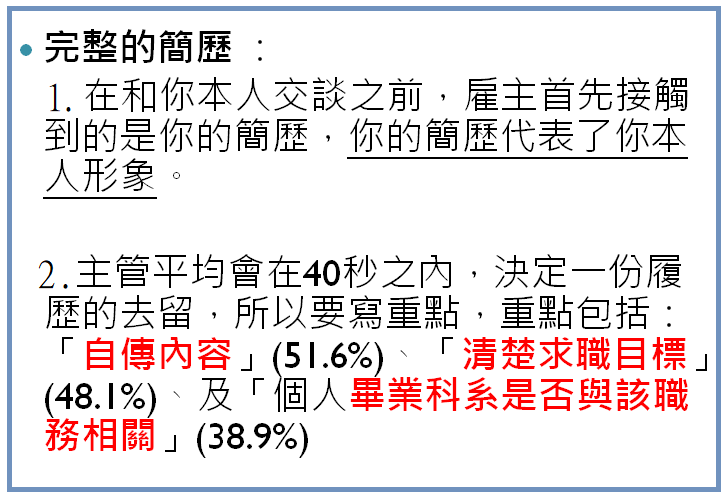 • 完整的簡歷 ：
1. 在和你本人交談之前，雇主首先接觸
到的是你的簡歷，你的簡歷代表了你本
人形象。
2.主管平均會在40秒之內，決定一份履
歷的去留，所以要寫重點，重點包括：
「自傳內容」(51.6%)、「清楚求職目標」
(48.1%)、及「個人畢業科系是否與該職
務相關」(38.9%)